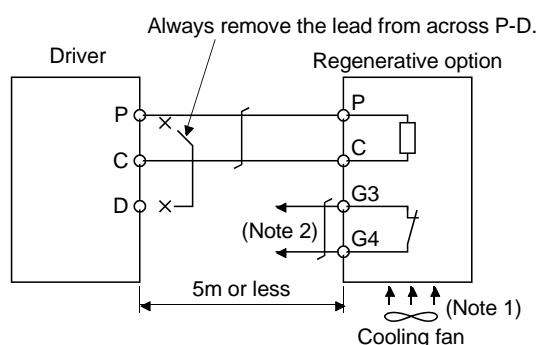 Always remove the lead from across P-D.
Driver
Regenerative option
P
P
C
C
D
G3
(Note 2)
G4
5m or less
(Note 1)
Cooling fan